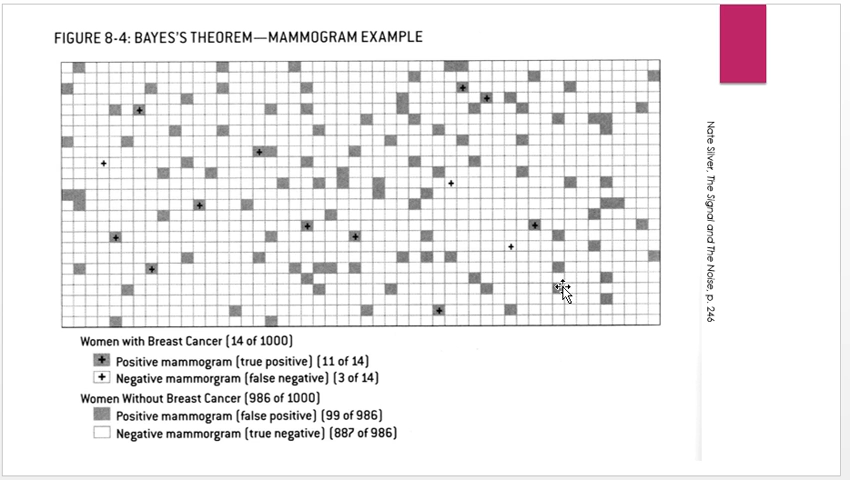 FIGURE 8-4: BAYES'S THEOREM—MAMMOGRAM EXAMPLE
Women with Breast Cancer (14 of 1000)
Positive mammogram (true positive) (11 of 14)
Negative mammorgram (false negative) (3 of 14)
Women Without Breast Cancer (986 of 1000)
Positive mammogram (false positive) (99 of 986)
Negative mammorgram (true negative) (887 of 986)
Nate Silver, The Signal and The Noise, p. 246